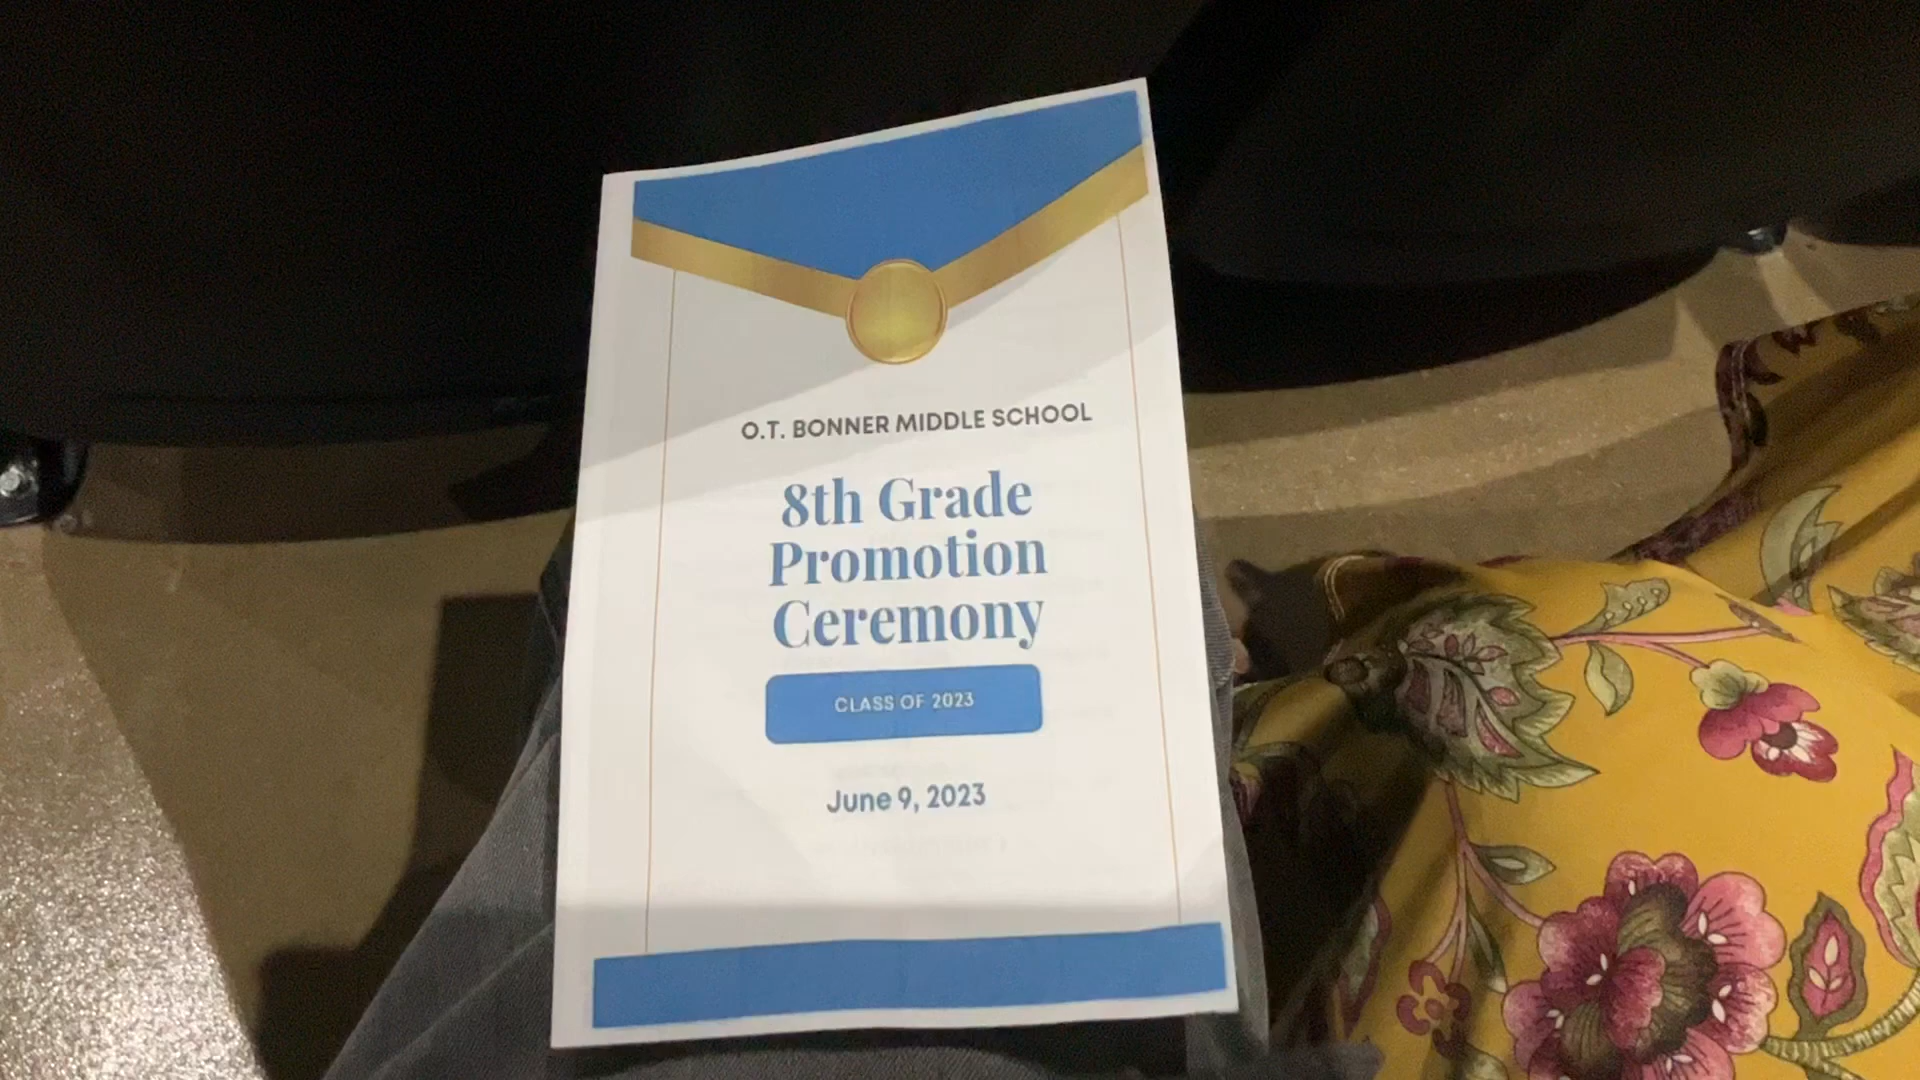 O.T. BONNER MIDDLE SCHOOL
8th Grade
Promotion
Ceremony
CLASS OF 2023
June 9, 2023